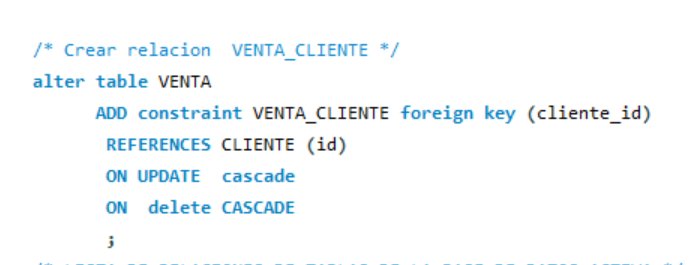 /* Crear relacion  VENTA_CLIENTE */
alter table VENTA
ADD constraint VENTA_CLIENTE foreign key (cliente_id)
REFERENCES CLIENTE (id)
ON UPDATE  cascade
ON  delete CASCADE
;